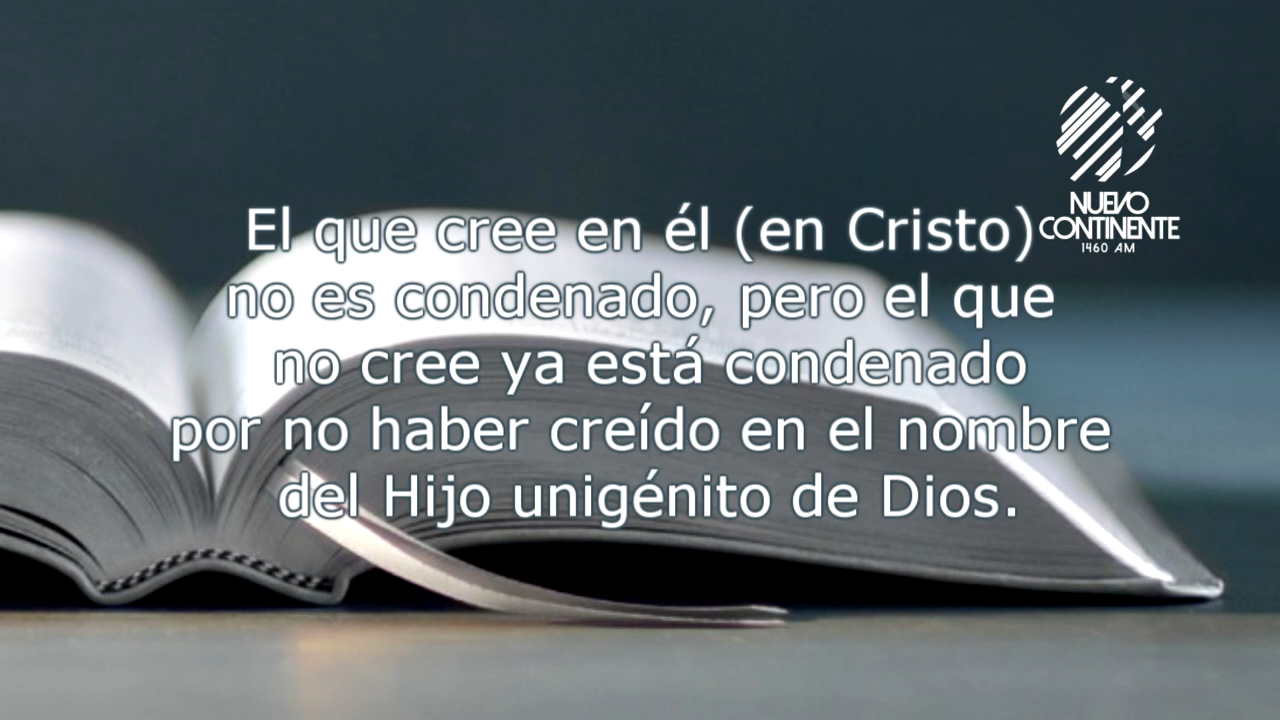 El que cree en él (en Cristo)
no es condenado, pero el que
no cree ya está condenado
por no haber creído en el nombre
del Hijo unigénito de Dios.
NUEVO
CONTINENTE
1460 AM